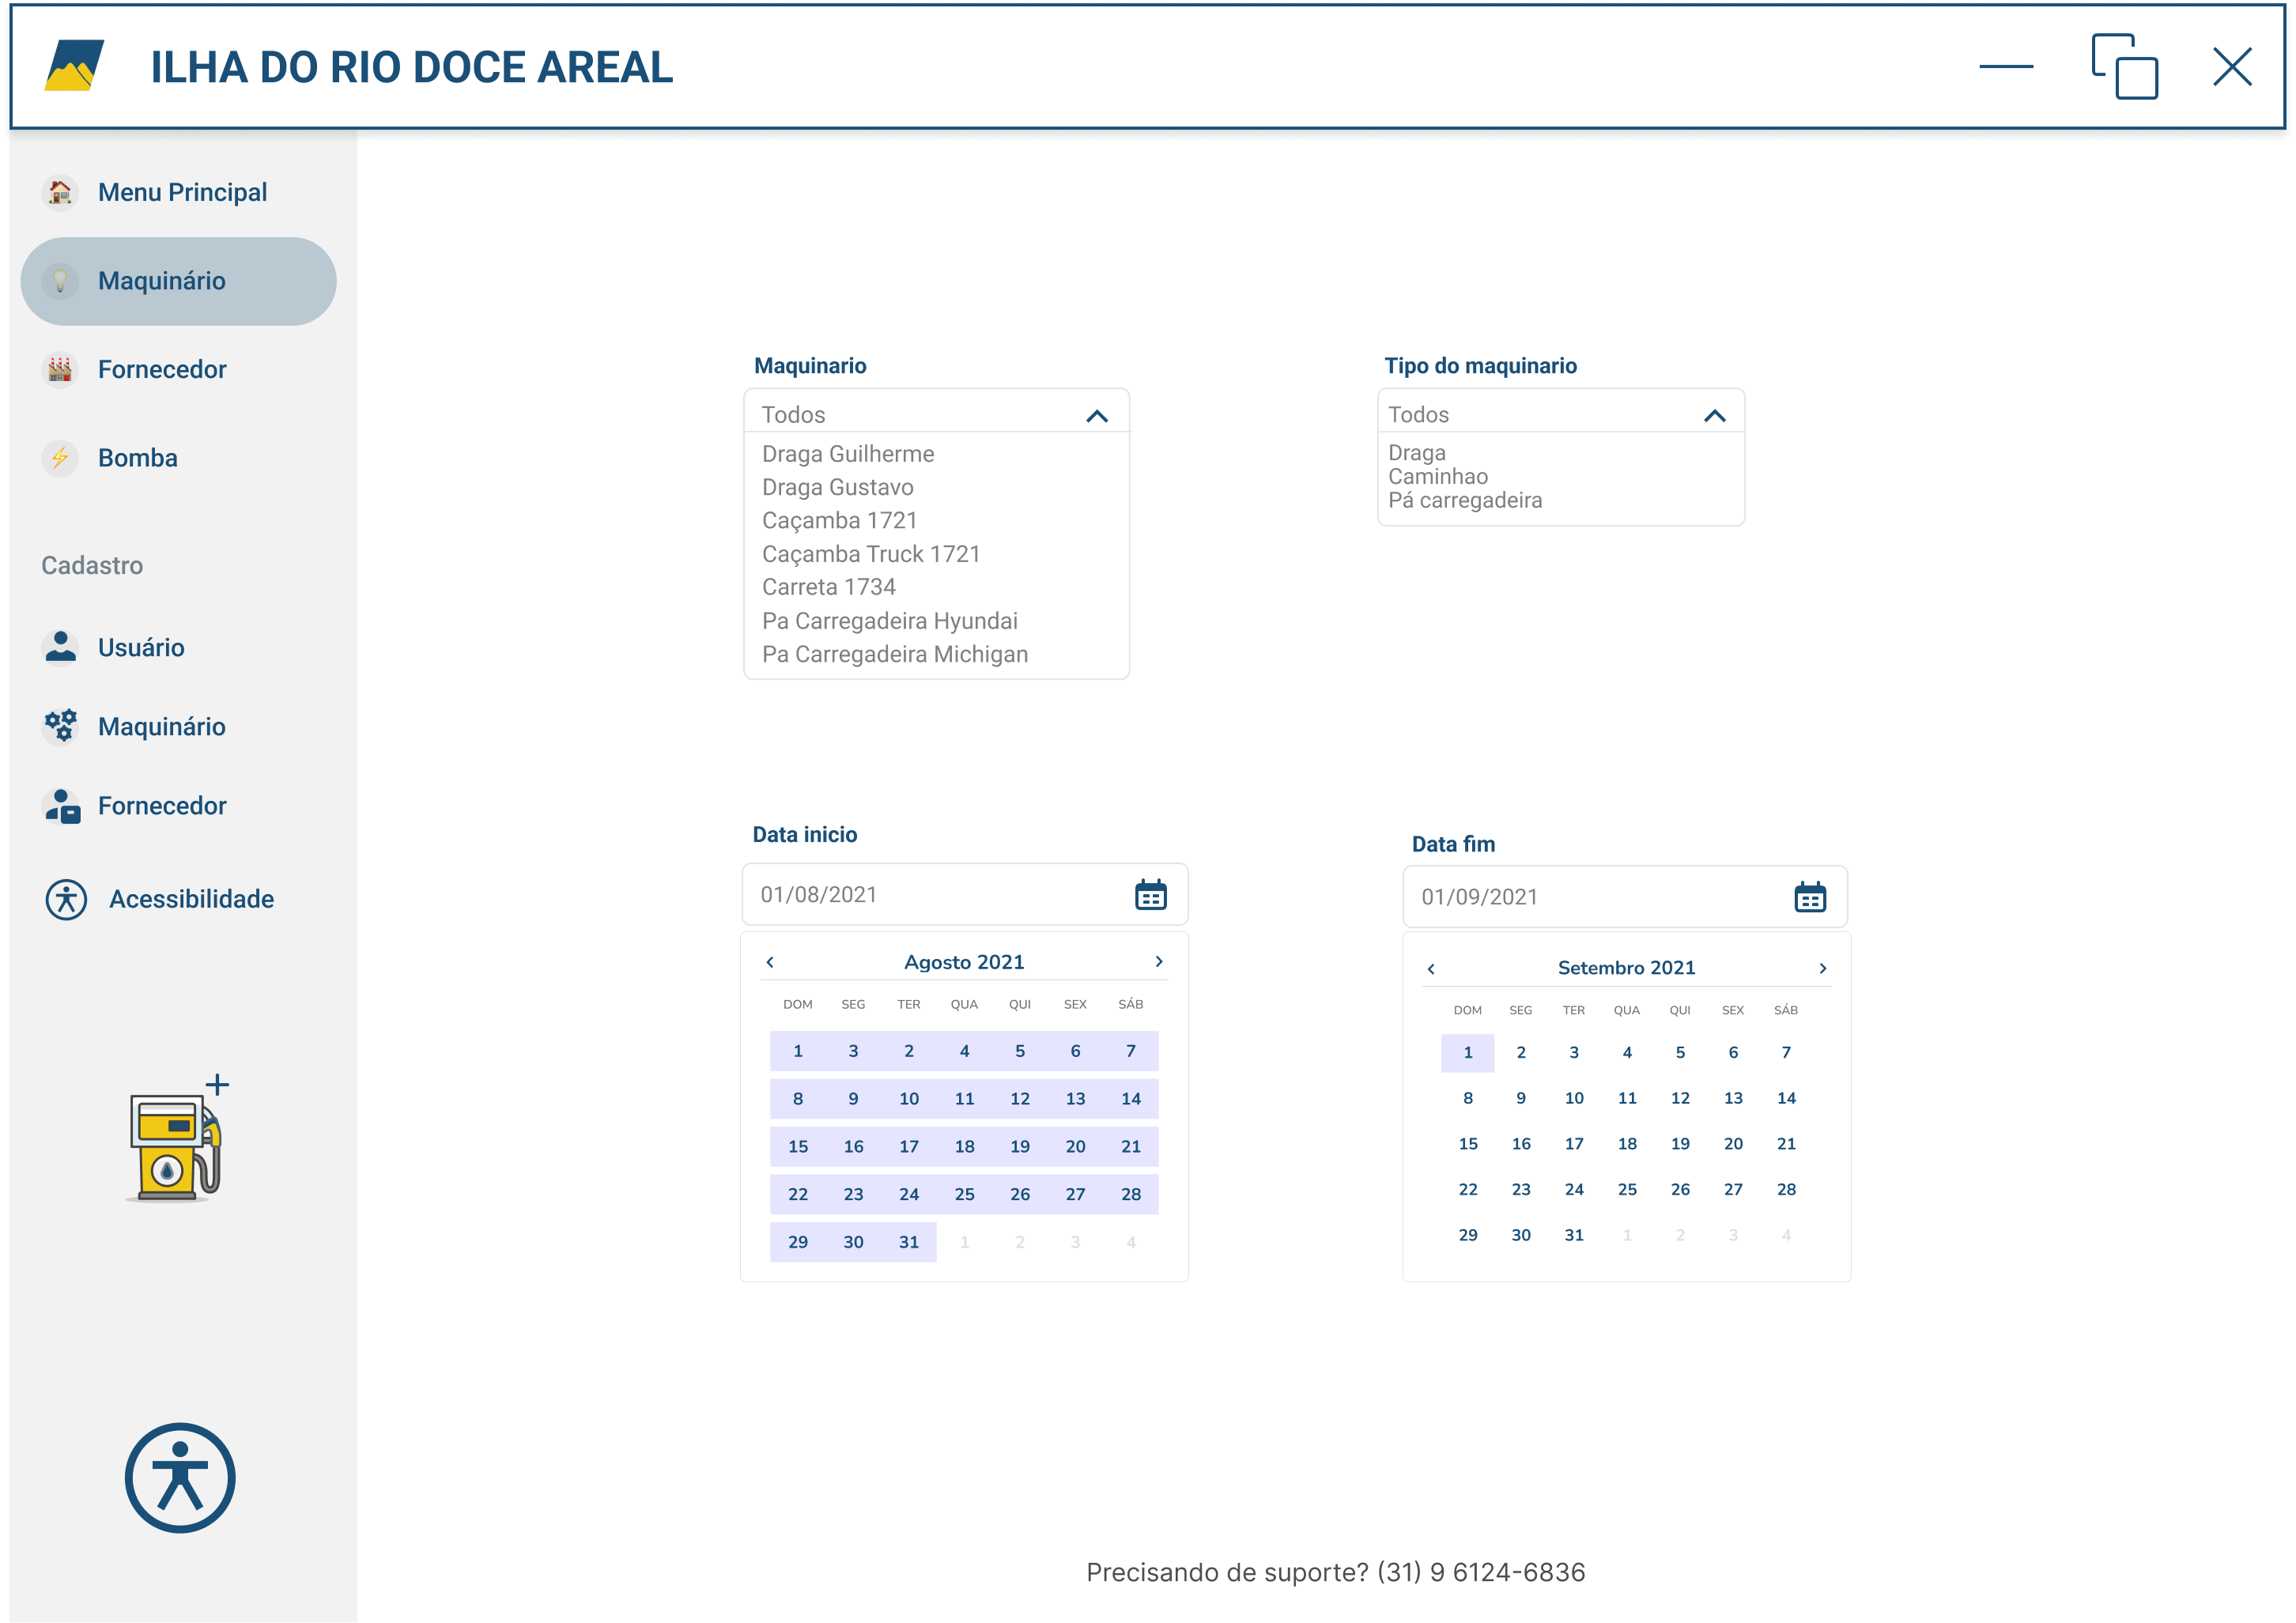 ILHA DO RIO DOCE AREAL
Menu Principal
Maquinário
Fornecedor
Bomba
Cadastro
Usuário
Maquinário
Fornecedor
Acessibilidade
Maquinario
Todos
Draga Guilherme
Draga Gustavo
Caçamba 1721
Caçamba Truck 1721
Carreta 1734
Pa Carregadeira Hyundai
Pa Carregadeira Michigan
Tipo do maquinario
Todos
Draga
Caminhao
Pá carregadeira
Data inicio
01/08/2021
Agosto 2021
DOM SEG TER QUA QUI SEX SÁB
1 3 2 4 5 6 7
8 9 10 11 12 13 14
15 16 17 18 19 20 21
22 23 24 25 26 27 28
29 30 31 1 2 3 4
Data fim
01/09/2021
Setembro 2021
DOM SEG TER QUA QUI SEX SÁB
1 2 3 4 5 6 7
8 9 10 11 12 13 14
15 16 17 18 19 20 21
22 23 24 25 26 27 28
29 30 31 1 2 3 4
Precisando de suporte? (31) 9 6124-6836